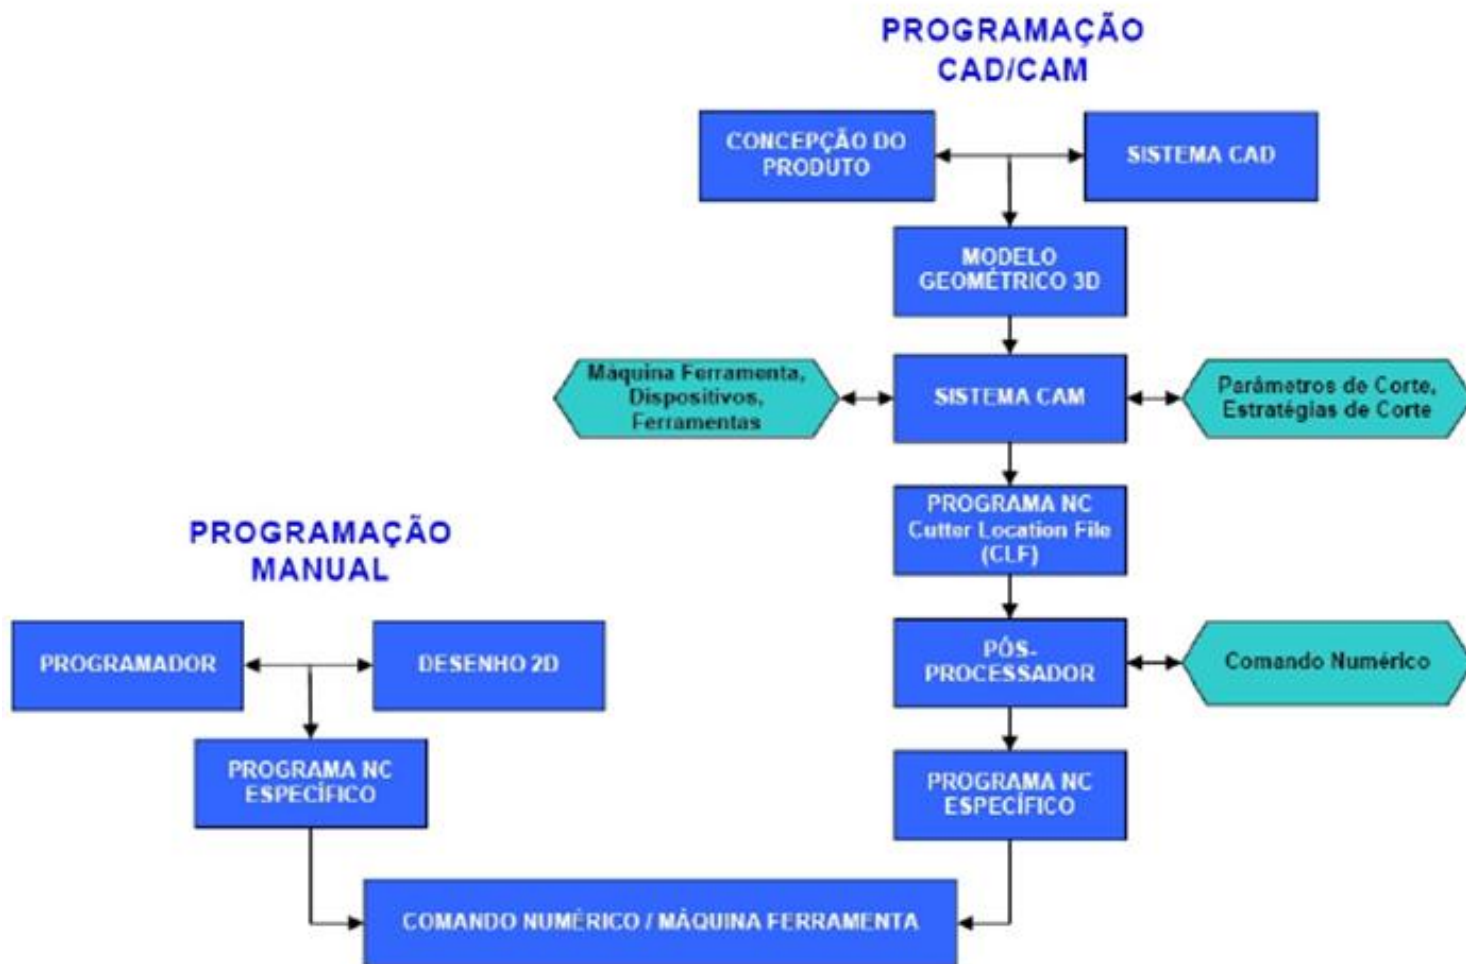 PROGRAMAÇÃO
CAD/CAM
CONCEPÇÃO DO
PRODUTO
SISTEMA CAD
MODELO
GEOMÉTRICO 3D
Máquina Ferramenta,
Dispositivos,
Ferramentas
SISTEMA CAM
Parâmetros de Corte,
Estratégias de Corte
PROGRAMA NC
Cutter Location File
(CLF)
PROGRAMAÇÃO
MANUAL
PROGRAMADOR
DESENHO 2D
PÓS-
PROCESSADOR
Comando Numérico
PROGRAMA NC
ESPECÍFICO
PROGRAMA NC
ESPECÍFICO
COMANDO NUMÉRICO / MÁQUINA FERRAMENTA